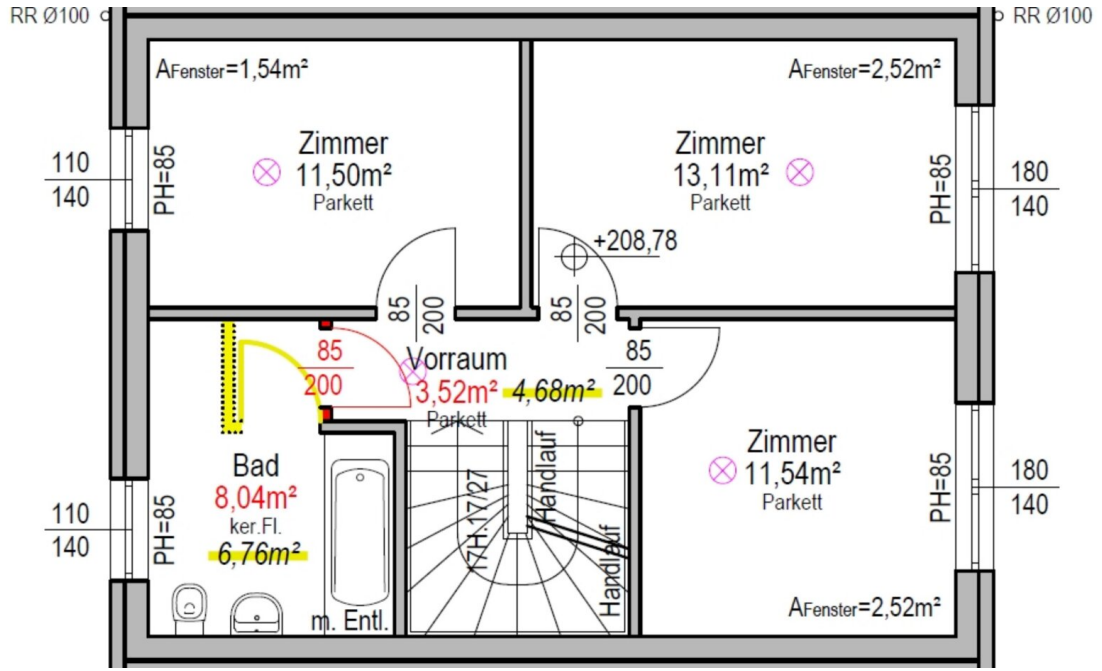 RR Ø100
RR Ø100
AFenster=1,54m²
AFenster=2,52m²
Zimmer
11,50m²
Parkett
Zimmer
13,11m²
Parkett
110
140
PH=85
PH=85
180
140
+208,78
85
200
85
200
85
200
Vorraum
3,52m² 4,68m²
Parkett
85
200
Bad
8,04m²
ker.Fl.
6,76m²
110
140
PH=85
17H.17/27
Handlauf
Handlauf
Zimmer
11,54m²
Parkett
PH=85
180
140
m. Entl.
AFenster=2,52m²